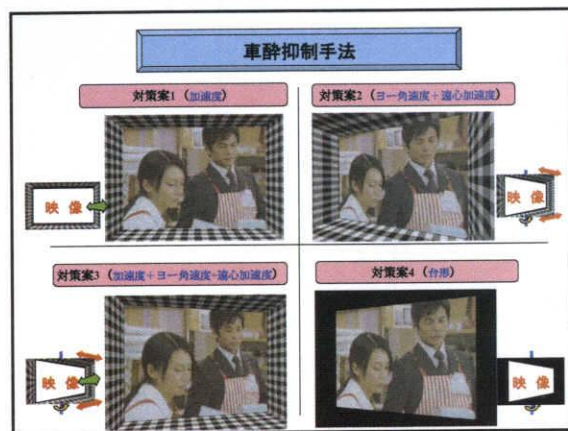 車酔抑制手法
対策案1（加速度）
対策案2（ヨー角速度＋遠心加速度）
映 像
映 像
対策案3（加速度＋ヨー角速度+遠心加速度）
対策案4（台形）
映 像
映 像